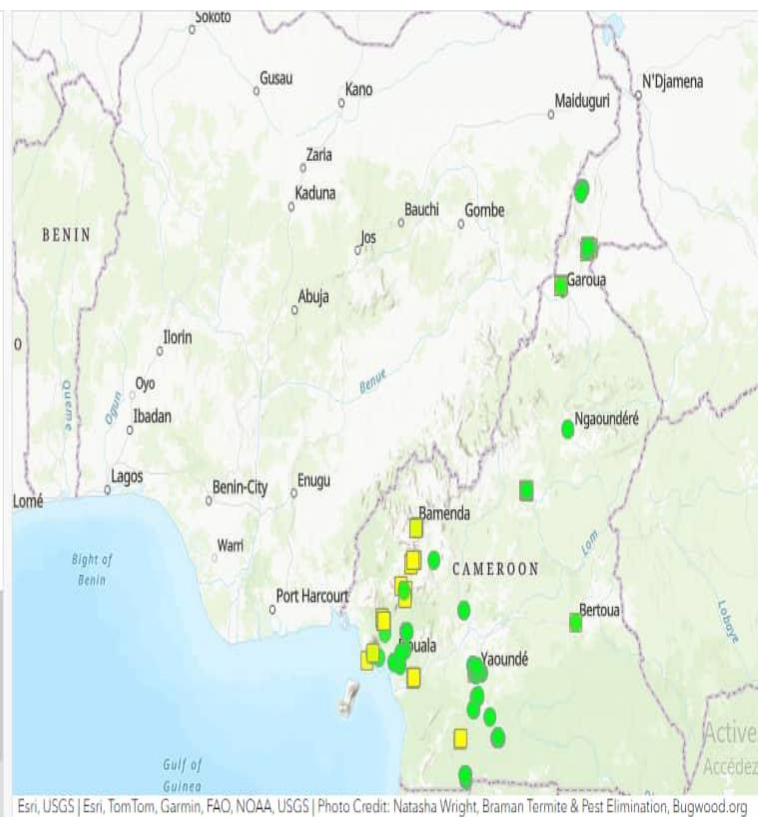 Sokoto
N'Djamena
Gusau
Kano
Maiduguri
Zaria
Kaduna
Bauchi
Gombe
BENIN
Jos
Garoua
Abuja
O
Ilorin
Benue
Oyo
Ogun
Queme
Ibadan
Ngaoundéré
Lagos
Enugu
Benin-City
Lomé
Bamenda
Warri
Lom
Bight of
Benin
CAMEROON
Port Harcourt
Bertoua
Lobaye
ouala
Yaoundé
Active
Accédez
Gulf of
Guinea
Esri, USGS | Esri, TomTom, Garmin, FAO, NOAA, USGS | Photo Credit: Natasha Wright, Braman Termite & Pest Elimination, Bugwood.org